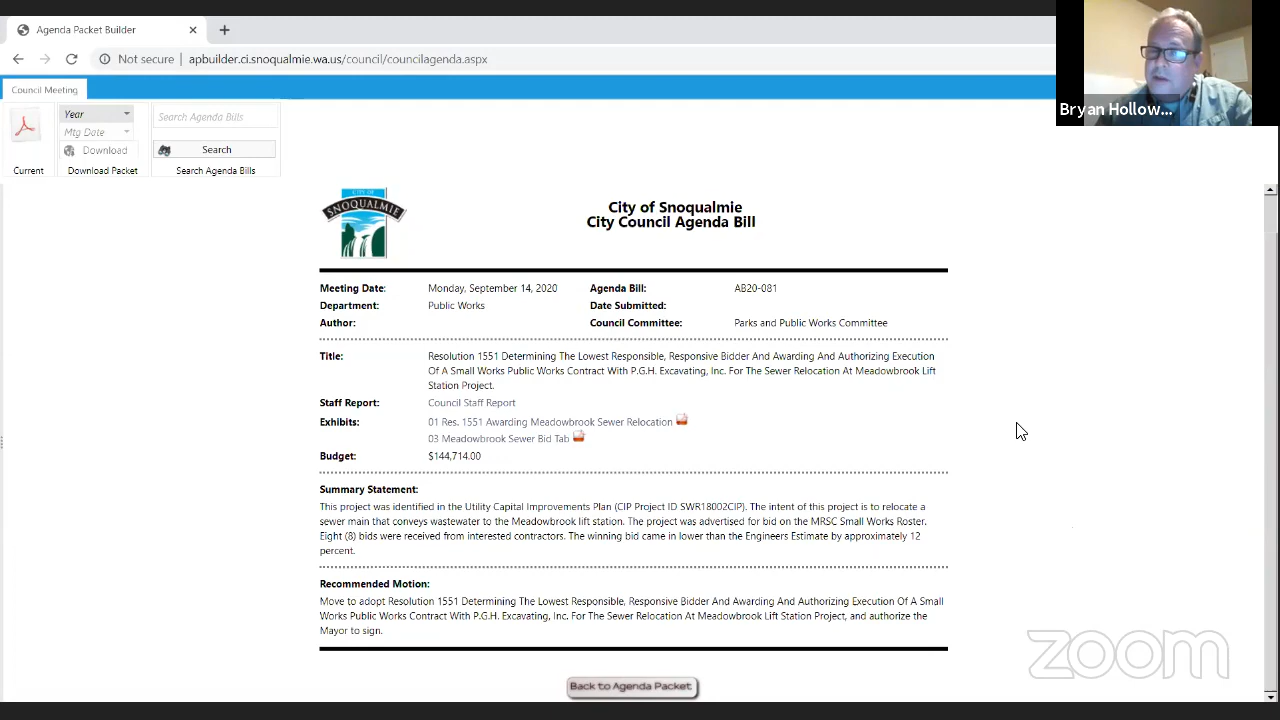 Agenda Packet Builder
Not secure | apbuilder.ci.snoqualmie.wa.us/council/councilagenda.aspx
Bryan Hollow...
Council Meeting
Year
Mtg Date
Download
Current
Download Packet
Search Agenda Bills
Search
Search Agenda Bills
CITY OF
SNOQUALMIE
City of Snoqualmie
City Council Agenda Bill
Meeting Date: Monday, September 14, 2020 Agenda Bill: AB20-081
Department: Public Works Date Submitted:
Author: Council Committee: Parks and Public Works Committee
Title: Resolution 1551 Determining The Lowest Responsible, Responsive Bidder And Awarding And Authorizing Execution
Of A Small Works Public Works Contract With P.G.H. Excavating, Inc. For The Sewer Relocation At Meadowbrook Lift
Station Project.
Staff Report: Council Staff Report
Exhibits: 01 Res. 1551 Awarding Meadowbrook Sewer Relocation
03 Meadowbrook Sewer Bid Tab
Budget: $144,714.00
Summary Statement:
This project was identified in the Utility Capital Improvements Plan (CIP Project ID SWR18002CIP). The intent of this project is to relocate a
sewer main that conveys wastewater to the Meadowbrook lift station. The project was advertised for bid on the MRSC Small Works Roster.
Eight (8) bids were received from interested contractors. The winning bid came in lower than the Engineers Estimate by approximately 12
percent.
Recommended Motion:
Move to adopt Resolution 1551 Determining The Lowest Responsible, Responsive Bidder And Awarding And Authorizing Execution Of A Small
Works Public Works Contract With P.G.H. Excavating, Inc. For The Sewer Relocation At Meadowbrook Lift Station Project, and authorize the
Mayor to sign.
Back to Agenda Packet
zoom